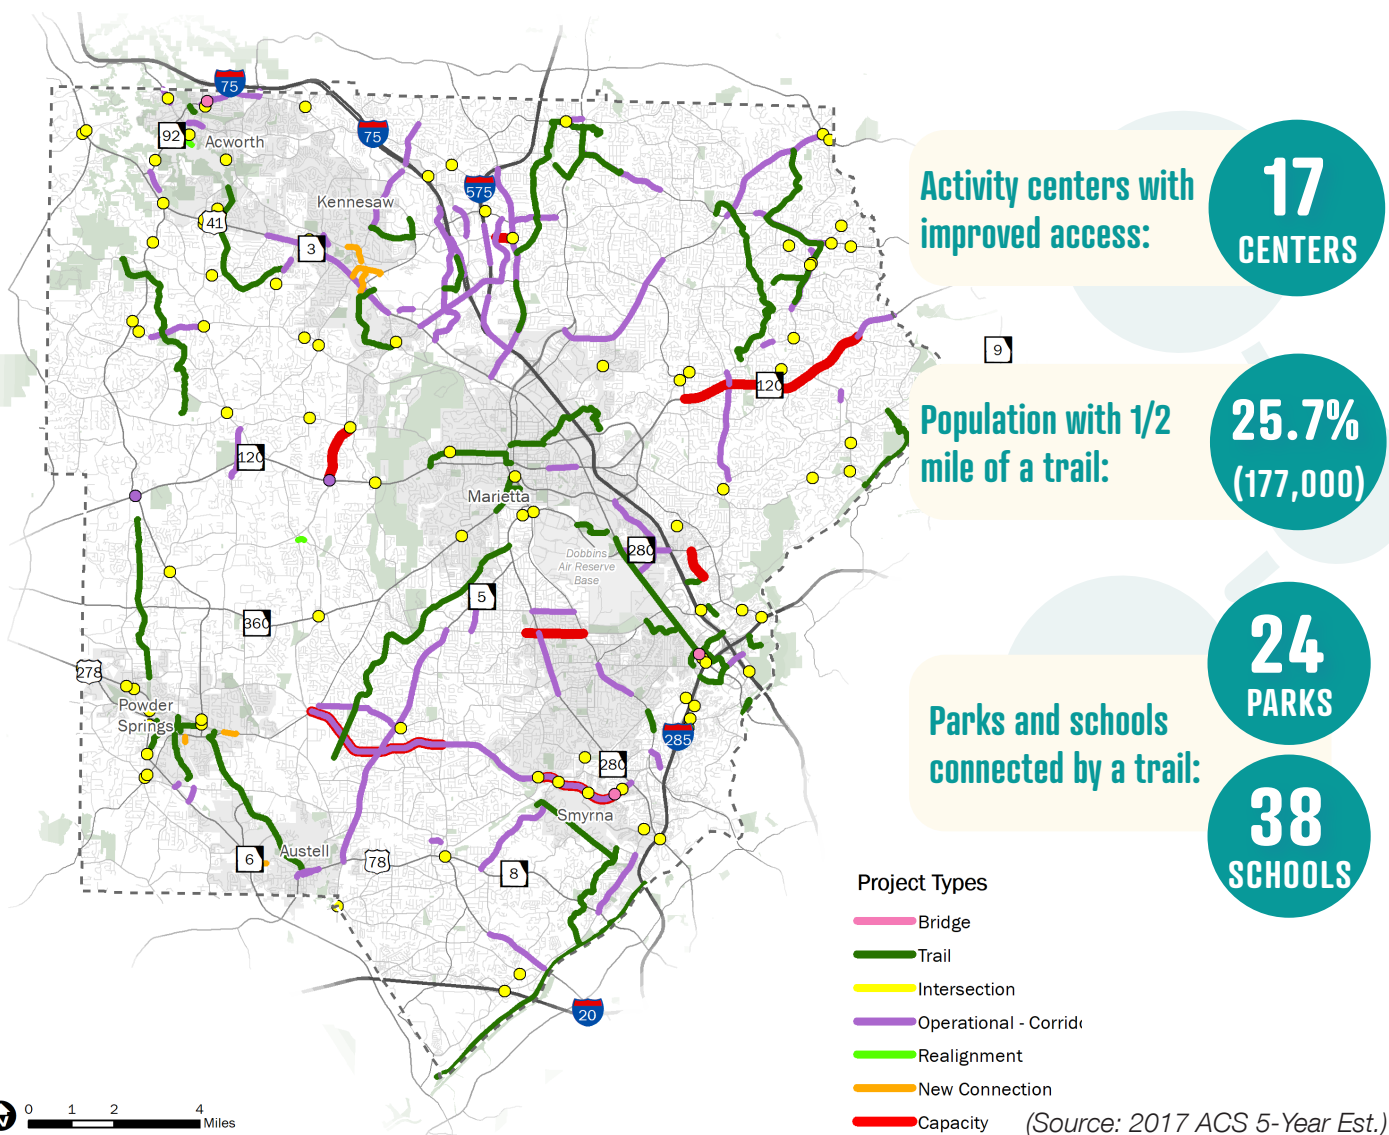 75
92
Acworth
75
575
Kennesaw
41
3
9
120
120
Marietta
Dobbins
Air Reserve
Base
280
5
360
278
Powder
Springs
285
280
Smyrna
Austell
6
78
8
20
Activity centers with
improved access:
17
CENTERS
Population with 1/2
mile of a trail:
25.7%
(177,000)
Parks and schools
connected by a trail:
24
PARKS
38
SCHOOLS
Project Types
Bridge
Trail
Intersection
Operational - Corrido
Realignment
New Connection
Capacity
(Source: 2017 ACS 5-Year Est.)
0 1 2 4
Miles